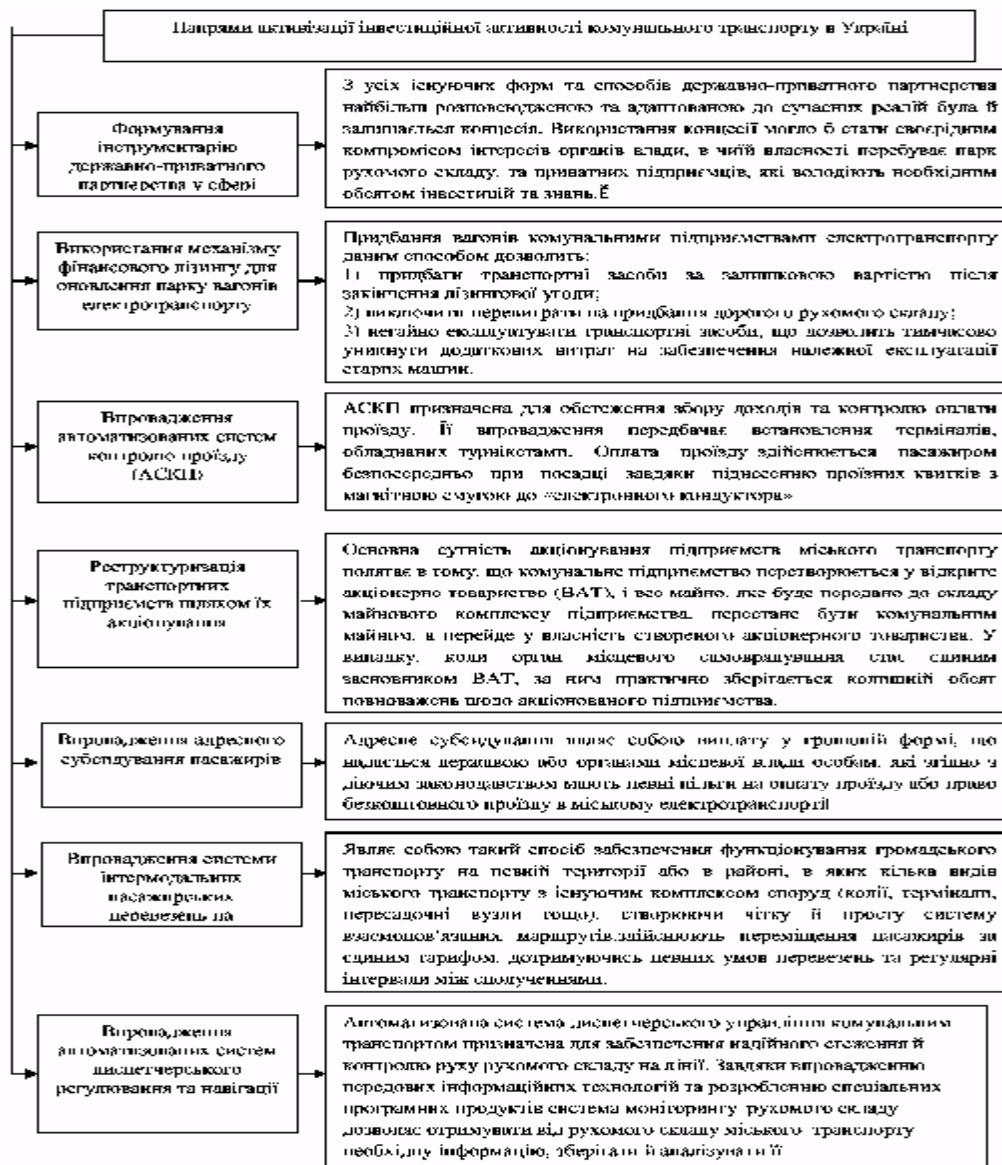 Напрями активізації інвестиційної активності комунального транспорту в Україні
Формування
інструментарію
державно-приватного
партнерства у сфері
З усіх існуючих форм та способів державно-приватного партнерства
найбільш розповсюдженою та адаптованою до сучасних реалій була й
залишається концесія. Використання концесії могло б стати своєрідним
компромісом інтересів органів влади, в чиїй власності перебуває парк
рухомого складу, та приватних підприємців, які володіють необхідним
обсягом інвестицій та знань.Ё
Використання механізму
фінансового лізингу для
оновлення парку вагонів
електротранспорту
Придбання вагонів комунальними підприємствами електротранспорту
даним способом дозволить:
1) придбати транспортні засоби за залишковою вартістю після
закінчення лізингової угоди;
2) виключити перевитрати на придбання дорогого рухомого складу;
3) негайно експлуатувати транспортні засоби, що дозволить тимчасово
уникнути додаткових витрат на забезпечення належної експлуатації
старих машин.
Впровадження
автоматизованих систем
контролю проїзду
(АСКП)
АСКП призначена для обстеження збору доходів та контролю оплати
проїзду. Її впровадження передбачає встановлення терміналів,
обладнаних турнікетами. Оплата проїзду здійснюється пасажиром
безпосередньо при посадці завдяки піднесенню проїзних квитків з
магнітною смугою до «електронного кондуктора»
Реструктуризація
транспортних
підприємств шляхом їх
акціонування
Основна сутність акціонування підприємств міського транспорту
полягає в тому, що комунальне підприємство перетворюється у відкрите
акціонерне товариство (ВАТ), і все майно, яке буде передано до складу
майнового комплексу підприємства, перестане бути комунальним
майном, а перейде у власність створеного акціонерного товариства. У
випадку, коли орган місцевого самоврядування стає єдиним
засновником ВАТ, за ним практично зберігається колишній обсяг
повноважень щодо акціонованого підприємства.
Впровадження адресного
субсидування пасажирів
Адресне субсидування являє собою виплату у грошовій формі, що
надається державою або органами місцевої влади особам, які згідно з
діючим законодавством мають певні пільги на оплату проїзду або право
безкоштовного проїзду в міському електротранспорті
Впровадження системи
інтермодальних
пасажирських
перевезень на
Являє собою такий спосіб забезпечення функціонування громадського
транспорту на певній території або в районі, в яких кілька видів
міського транспорту з існуючим комплексом споруд (колії, термінали,
пересадочні вузли тощо), створюючи чітку й просту систему
взаємопов'язаних маршрутів,здійснюють переміщення пасажирів за
єдиним тарифом, дотримуючись певних умов перевезень та регулярні
інтервали між сполученнями.
Впровадження
автоматизованих систем
диспетчерського
регулювання та навігації
Автоматизована система диспетчерського управління комунальним
транспортом призначена для забезпечення надійного стеження й
контролю руху рухомого складу на лінії. Завдяки впровадженню
передових інформаційних технологій та розробленню спеціальних
програмних продуктів система моніторингу рухомого складу
дозволяє отримувати від рухомого складу міського транспорту
необхідну інформацію, зберігати й аналізувати її